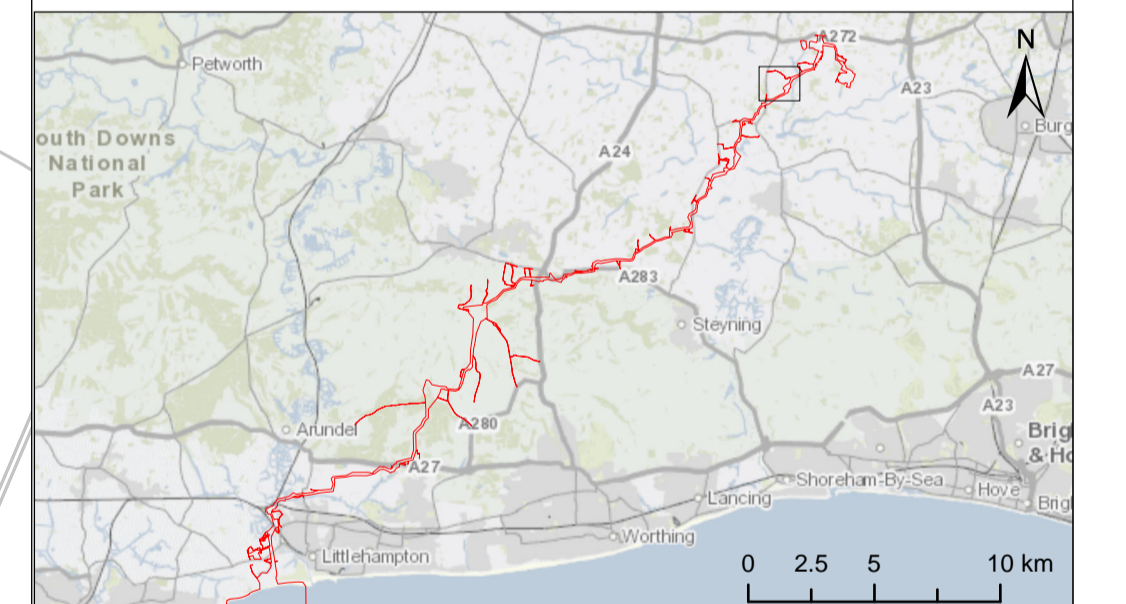 A272
N
Petworth
A23
Burg
outh Downs
National
Park
A24
A283
Steyning
A27
A23
Arundel
A280
Brig
& Ho
A27
Shoreham-By-Sea
Hove
Lancing
Brigh
Worthing
Littlehampton
0 2.5 5 10 km